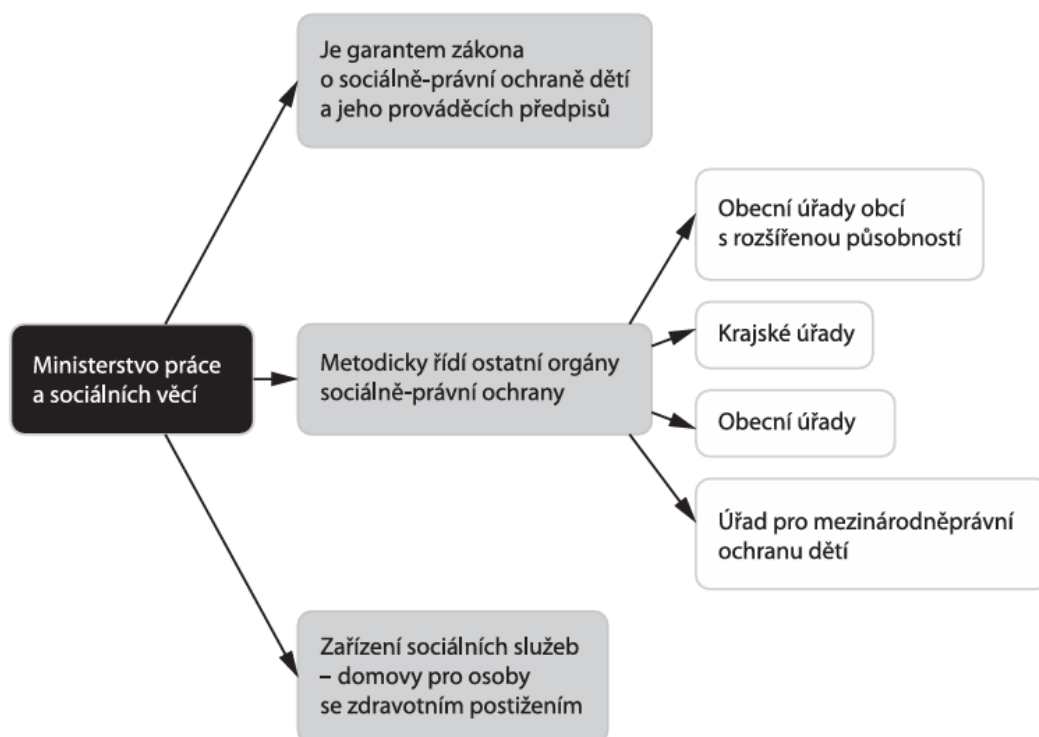 Je garantem zákona
o sociálně-právní ochraně dětí
a jeho prováděcích předpisů
Ministerstvo práce
a sociálních věcí
Metodicky řídí ostatní orgány
sociálně-právní ochrany
Obecní úřady obcí
s rozšířenou působností
Krajské úřady
Obecní úřady
Úřad pro mezinárodněprávní
ochranu dětí
Zařízení sociálních služeb
– domovy pro osoby
se zdravotním postižením